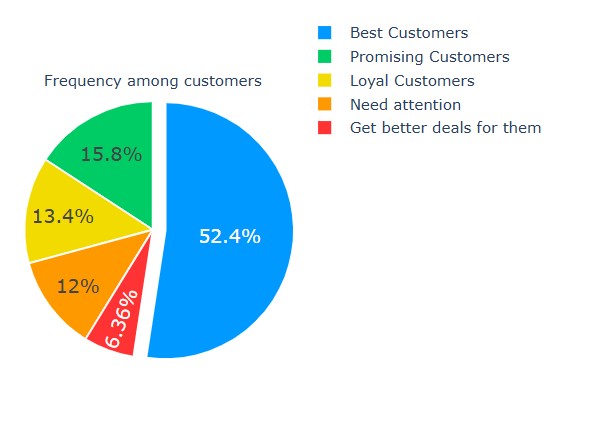 Frequency among customers
Best Customers
Promising Customers
Loyal Customers
Need attention
Get better deals for them
15.8%
13.4%
52.4%
12%
6.36%